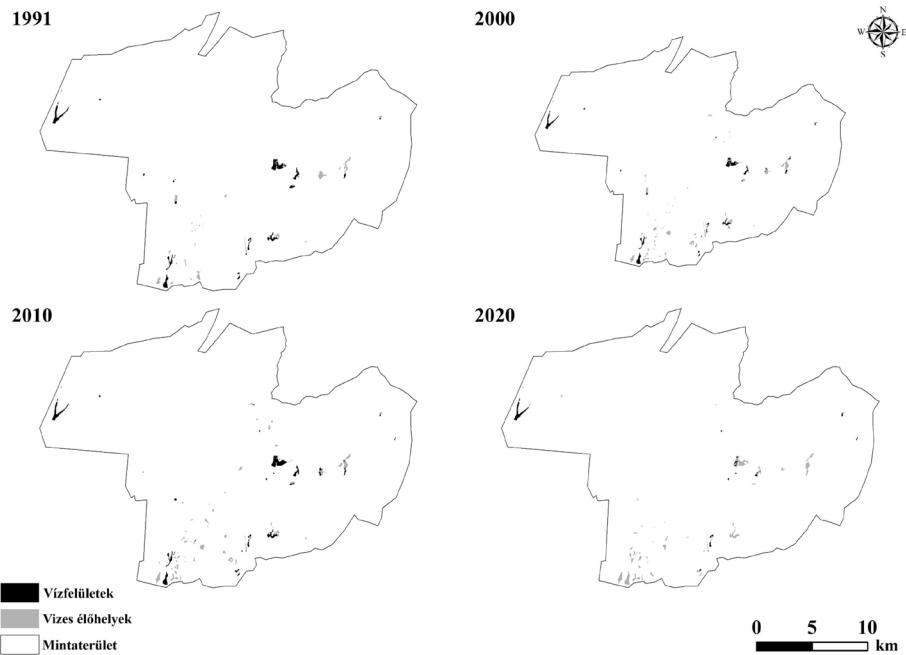 1991
2000
N
W E
S
2010
2020
Vízfelületek
Vizes élőhelyek
Mintaterület
0 5 10
km